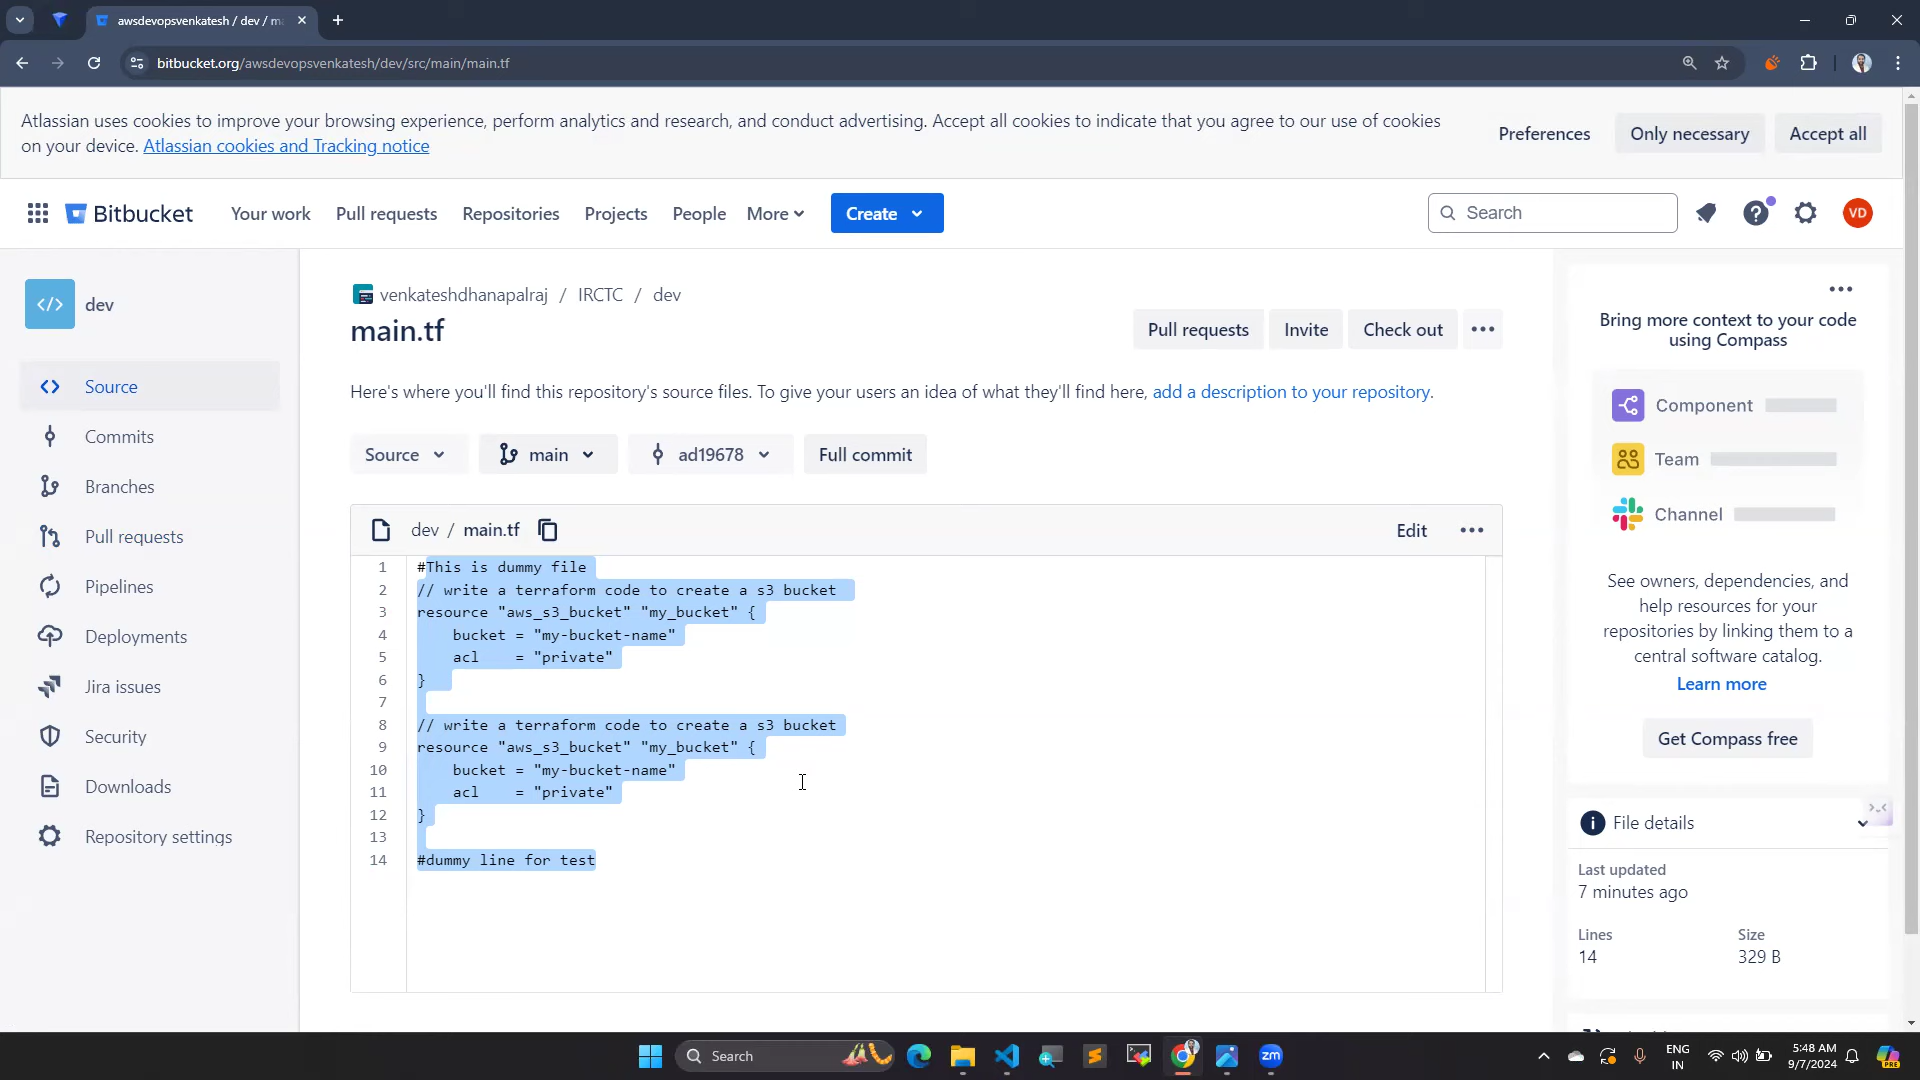 awsdevopsvenkatesh / dev / ma
bitbucket.org/awsdevopsvenkatesh/dev/src/main/main.tf
Atlassian uses cookies to improve your browsing experience, perform analytics and research, and conduct advertising. Accept all cookies to indicate that you agree to our use of cookies
on your device. Atlassian cookies and Tracking notice
Preferences
Only necessary
Accept all
Bitbucket
Your work
Pull requests
Repositories
Projects
People
More
Create
Search
VD
dev
Source
Commits
Branches
Pull requests
Pipelines
Deployments
Jira issues
Security
Downloads
Repository settings
venkateshdhanapalraj / IRCTC / dev
main.tf
Pull requests
Invite
Check out
Here's where you'll find this repository's source files. To give your users an idea of what they'll find here, add a description to your repository.
Source
main
ad19678
Full commit
dev / main.tf
Edit
1 #This is dummy file
2 // write a terraform code to create a s3 bucket
3 resource "aws_s3_bucket" "my_bucket" {
4 bucket = "my-bucket-name"
5 acl    = "private"
6 }
7
8 // write a terraform code to create a s3 bucket
9 resource "aws_s3_bucket" "my_bucket" {
10 bucket = "my-bucket-name"
11 acl    = "private"
12 }
13
14 #dummy line for test
Bring more context to your code
using Compass
Component
Team
Channel
See owners, dependencies, and
help resources for your
repositories by linking them to a
central software catalog.
Learn more
Get Compass free
File details
Last updated
7 minutes ago
Lines
14
Size
329 B
Search
zm
ENG
IN
5:48 AM
9/7/2024
PRE